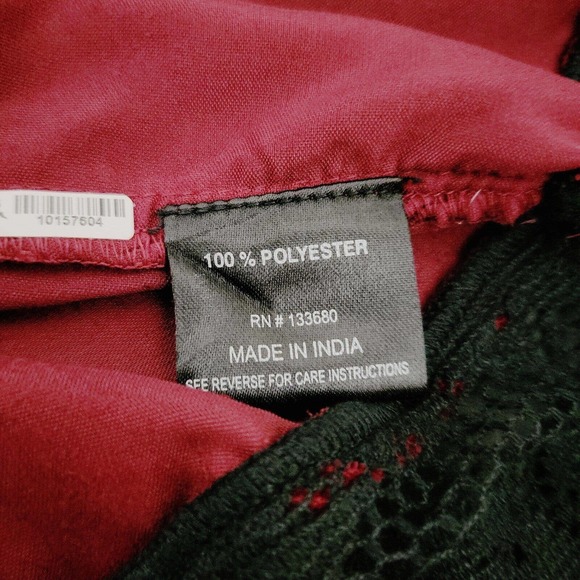 10157604
100 % POLYESTER
RN # 133680
MADE IN INDIA
SEE REVERSE FOR CARE INSTRUCTIONS